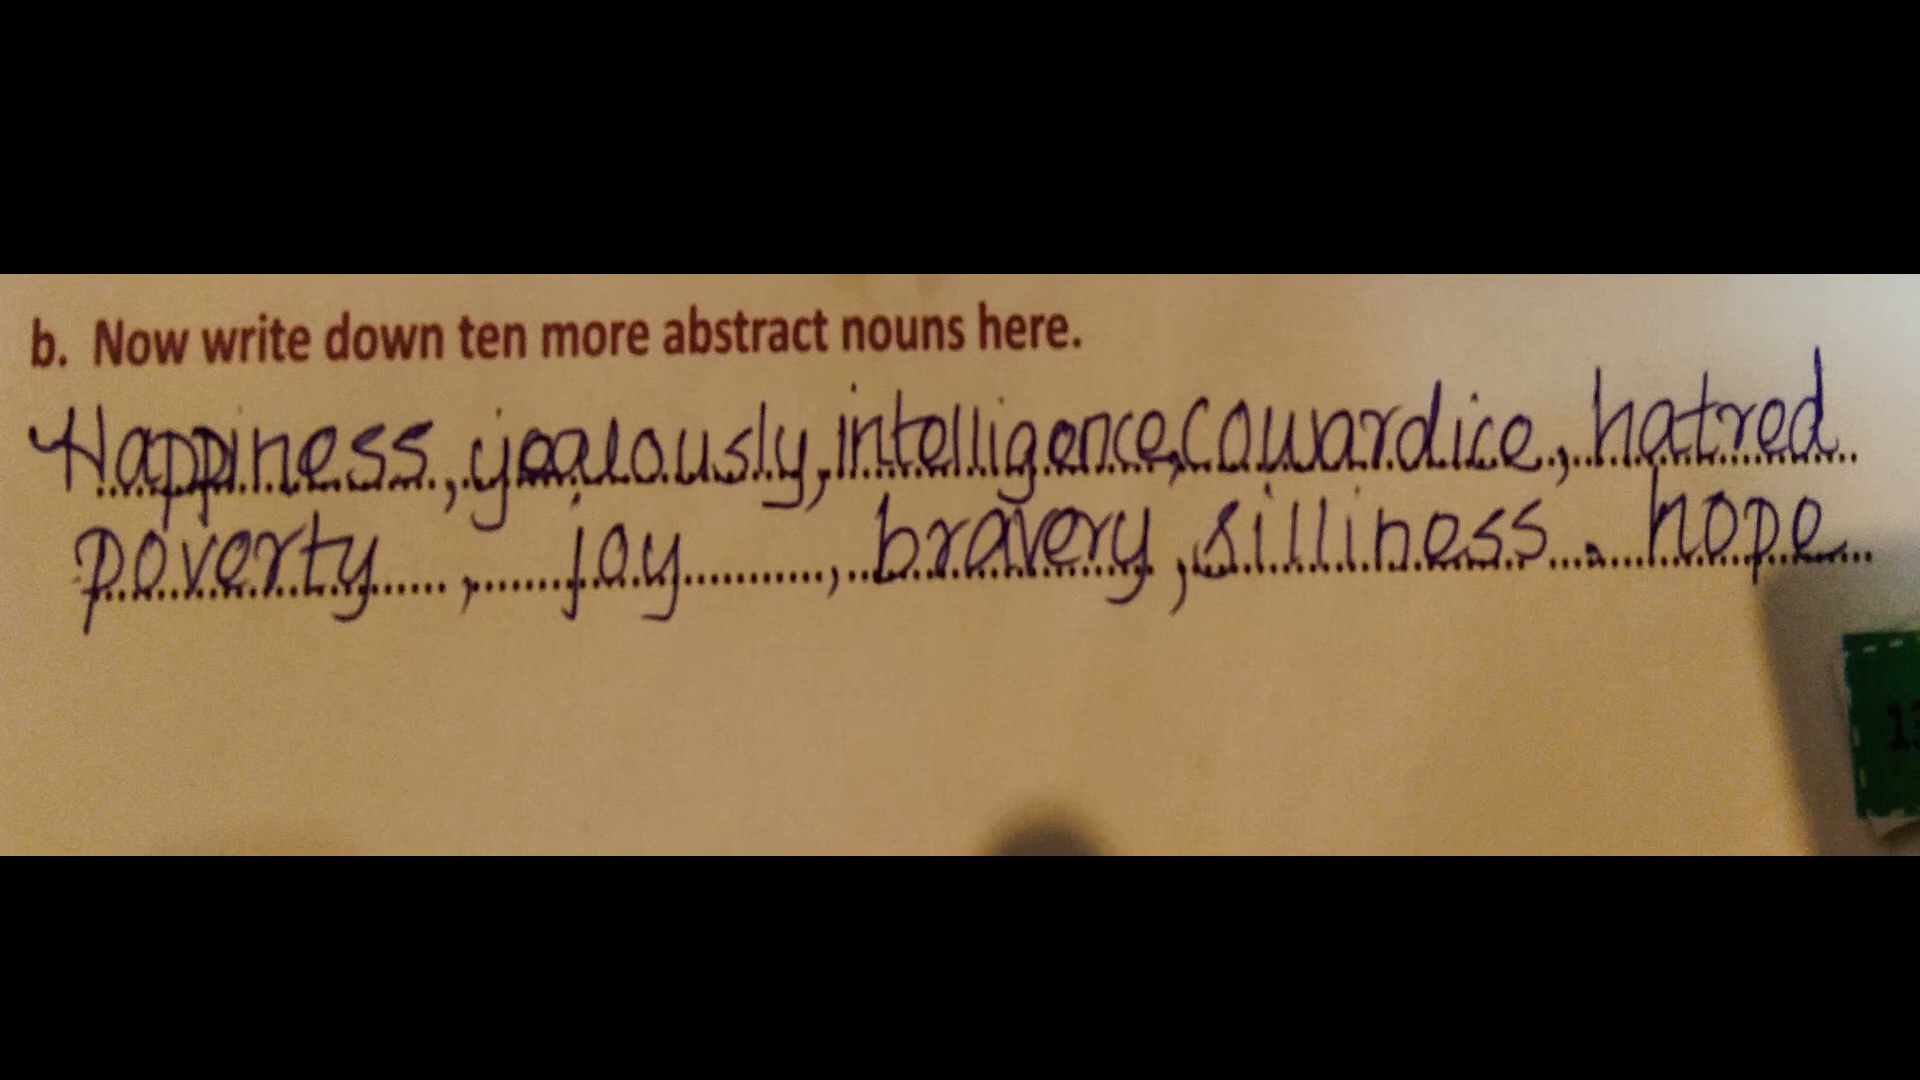 b. Now write down ten more abstract nouns here.
Happiness, jealously, intelligence, cowardice, hatred
poverty, joy, bravery, silliness. hope